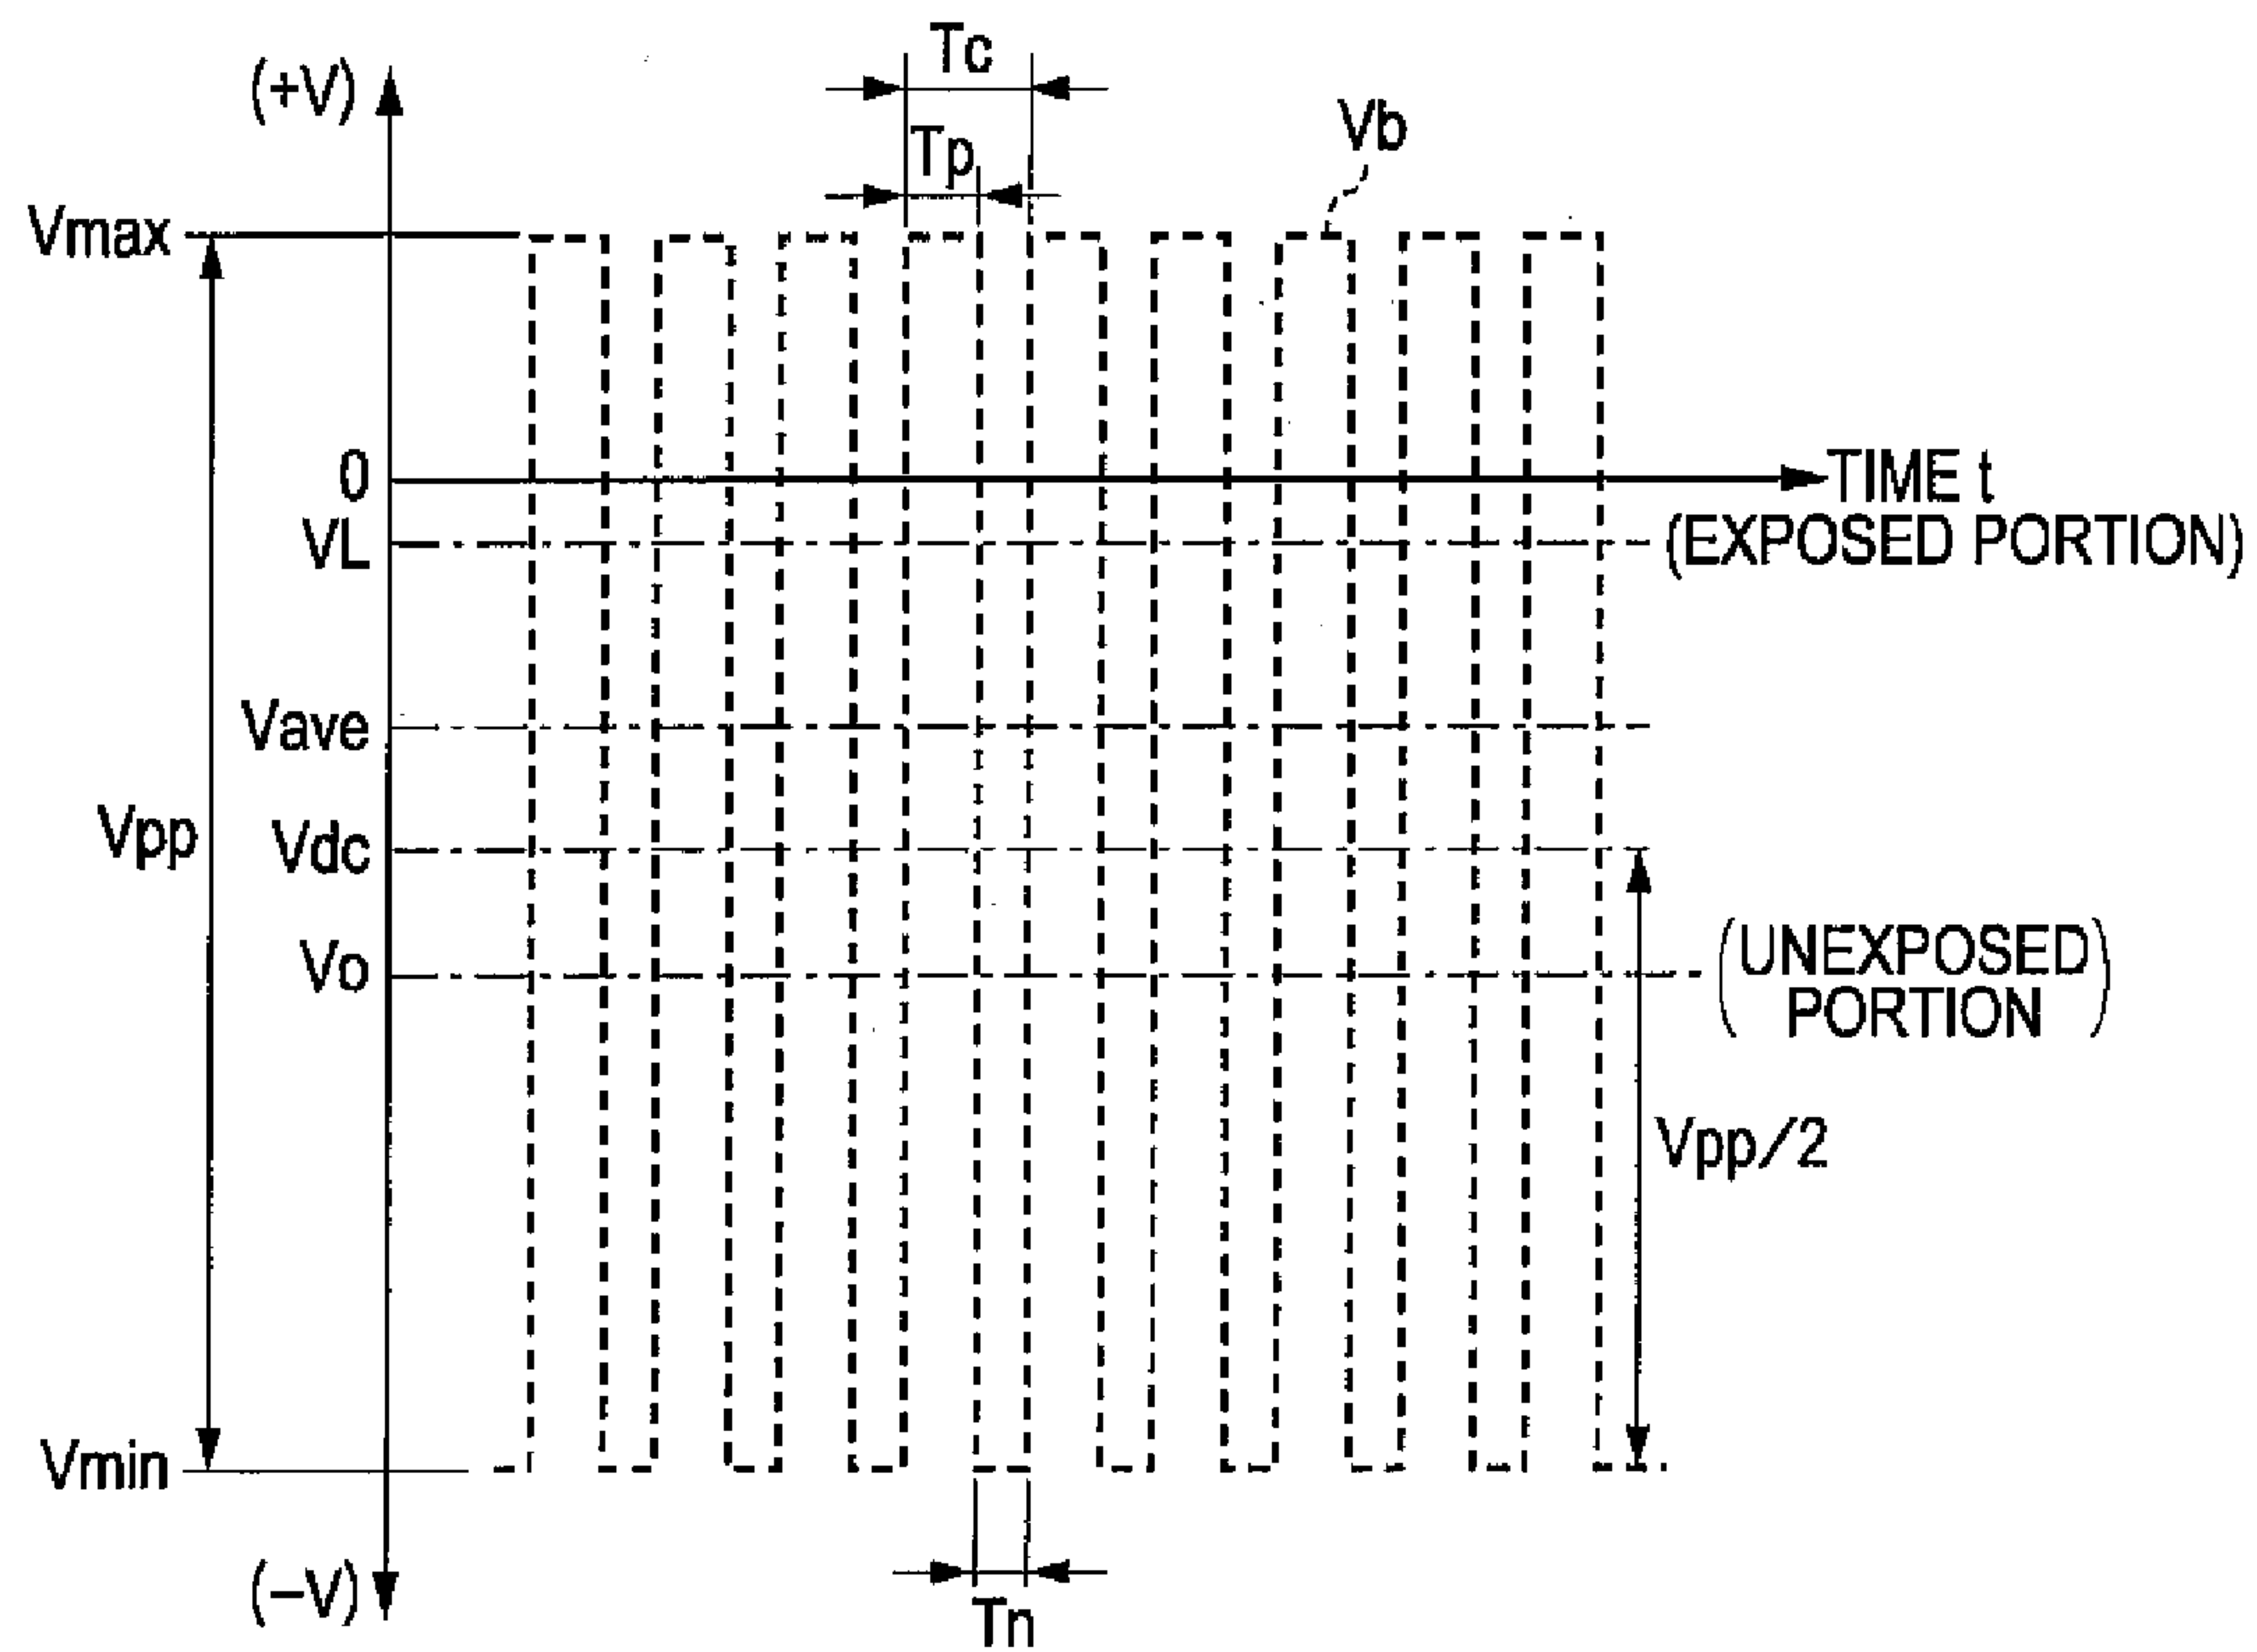 Tc
(+V)
Vb
Tp
Vmax
0
TIME t
VL
(EXPOSED PORTION)
Vave
Vpp
Vdc
Vo
(UNEXPOSED
PORTION)
Vpp/2
Vmin
(−V)
Tn